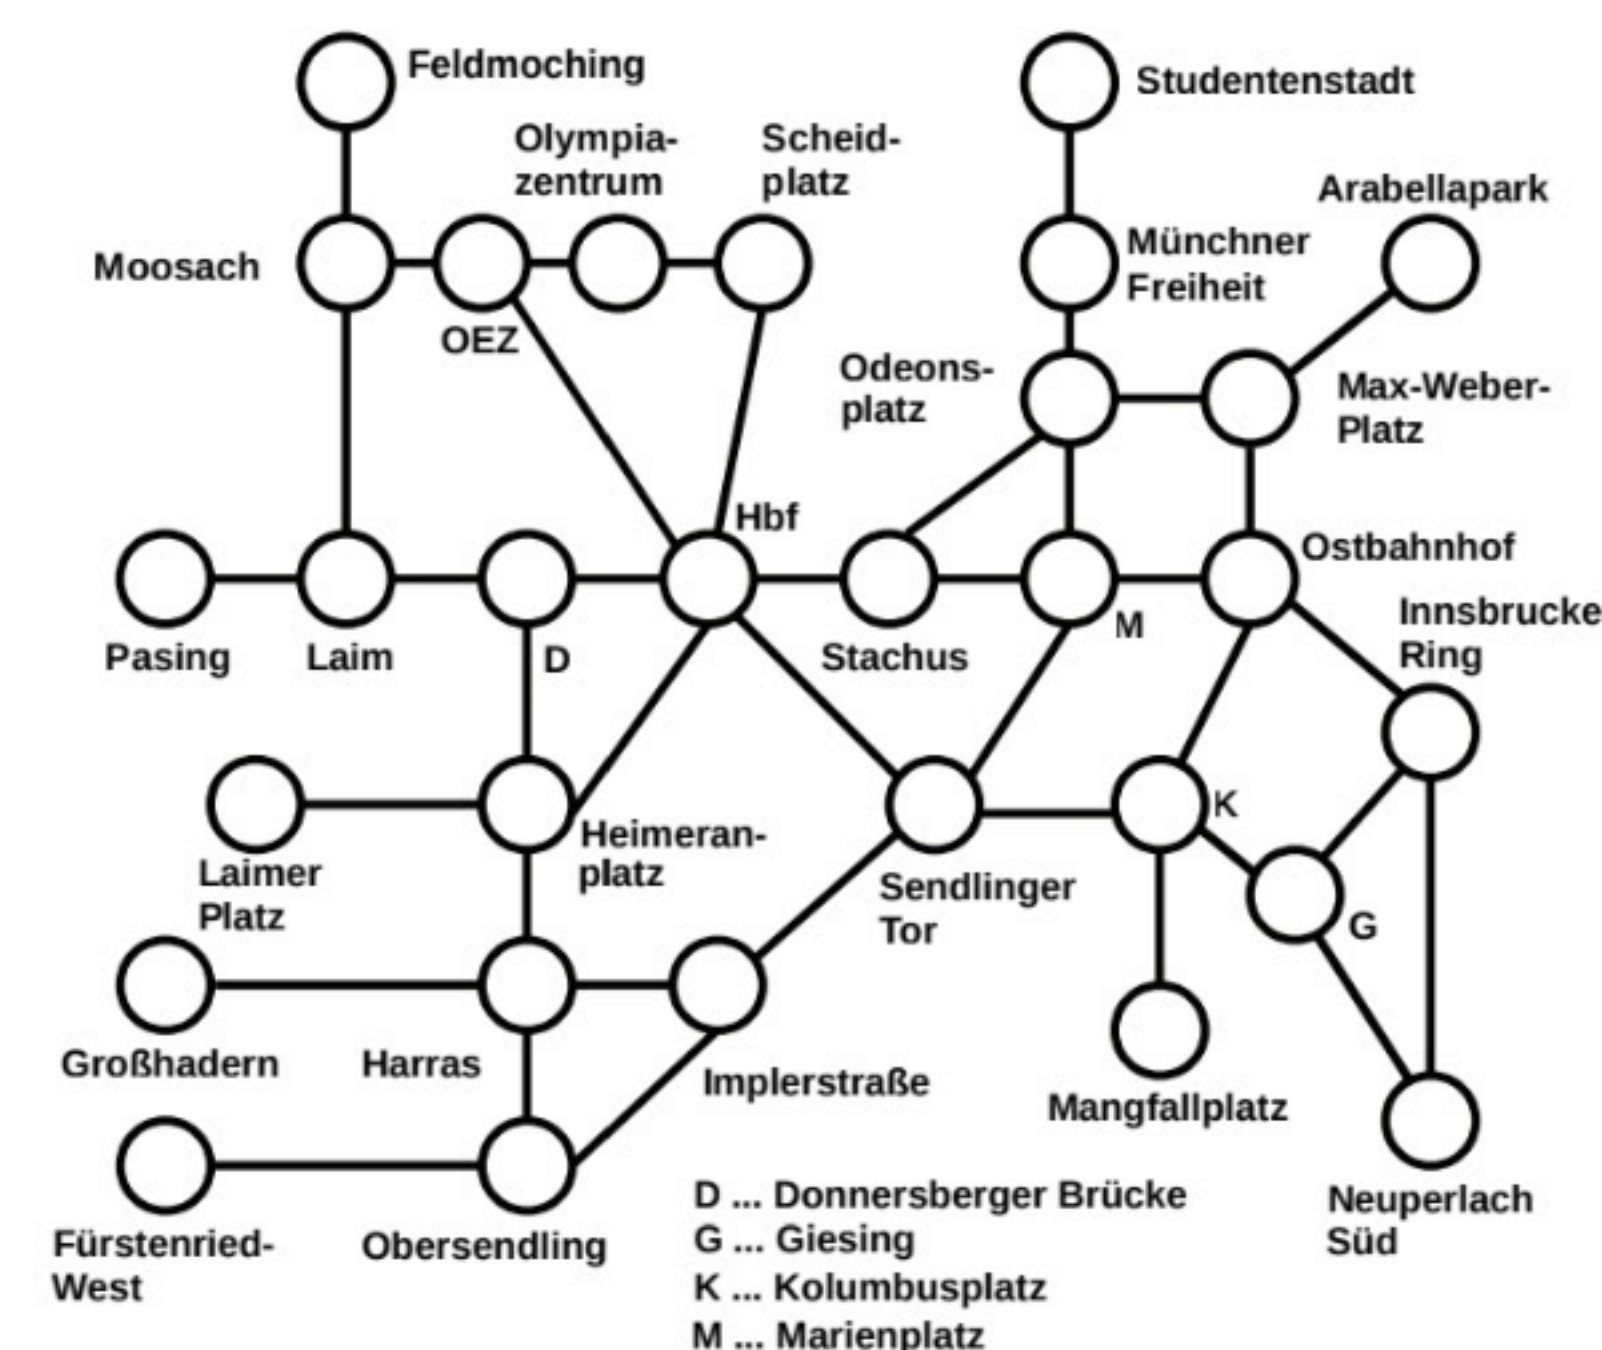 Feldmoching
Studentenstadt
Olympia-
zentrum
Scheid-
platz
Arabellapark
Moosach
OEZ
Münchner
Freiheit
Odeons-
platz
Max-Weber-
Platz
Hbf
Ostbahnhof
Pasing
Laim
D
Stachus
M
Innsbrucke
Ring
Laimer
Platz
Heimeran-
platz
Sendlinger
Tor
K
G
Großhadern
Harras
Implerstraße
Mangfallplatz
Neuperlach
Süd
Fürstenried-
West
Obersendling
D ... Donnersberger Brücke
G ... Giesing
K ... Kolumbusplatz
M ... Marienplatz